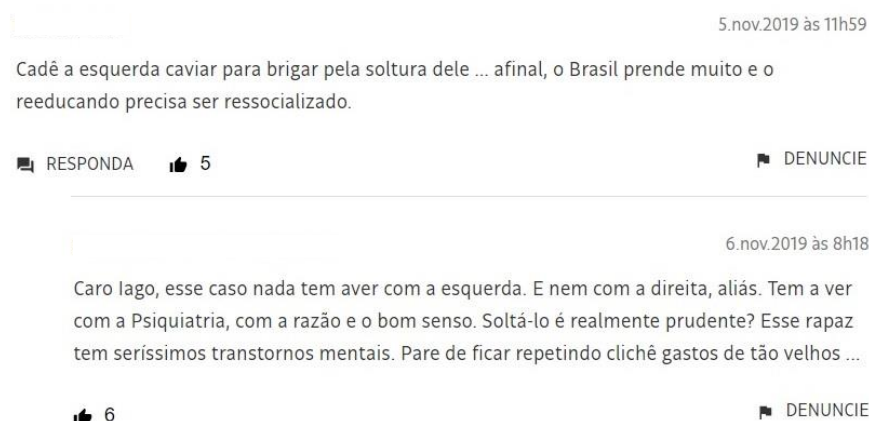 5.nov.2019 às 11h59
Cadê a esquerda caviar para brigar pela soltura dele ... afinal, o Brasil prende muito e o
reeducando precisa ser ressocializado.
RESPONDA 5 DENUNCIE
6.nov.2019 às 8h18
Caro Iago, esse caso nada tem aver com a esquerda. E nem com a direita, aliás. Tem a ver
com a Psiquiatria, com a razão e o bom senso. Soltá-lo é realmente prudente? Esse rapaz
tem seríssimos transtornos mentais. Pare de ficar repetindo clichê gastos de tão velhos ...
6 DENUNCIE